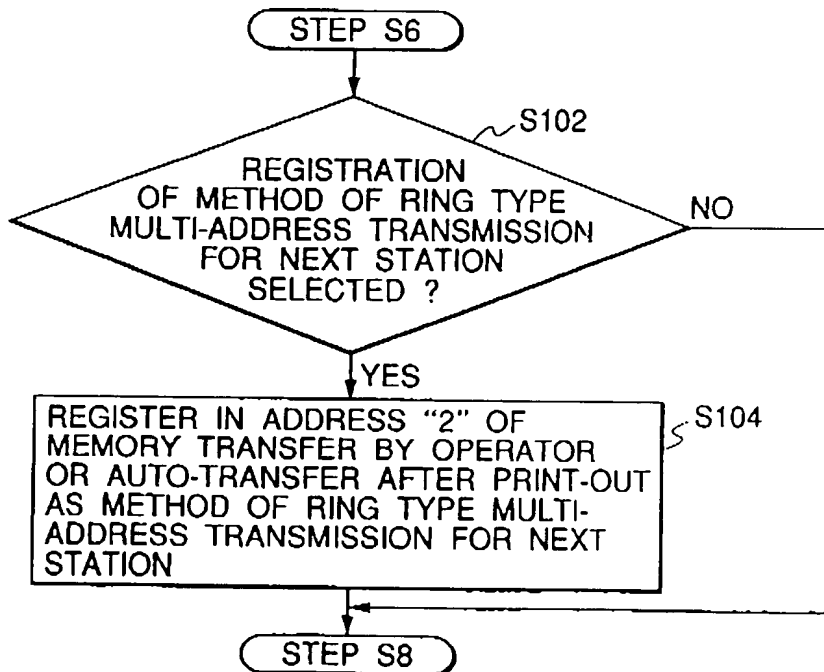 STEP S6
S102
REGISTRATION
OF METHOD OF RING TYPE
MULTI-ADDRESS TRANSMISSION
FOR NEXT STATION
SELECTED ?
NO
YES
S104
REGISTER IN ADDRESS “2” OF
MEMORY TRANSFER BY OPERATOR
OR AUTO-TRANSFER AFTER PRINT-OUT
AS METHOD OF RING TYPE MULTI-
ADDRESS TRANSMISSION FOR NEXT
STATION
STEP S8